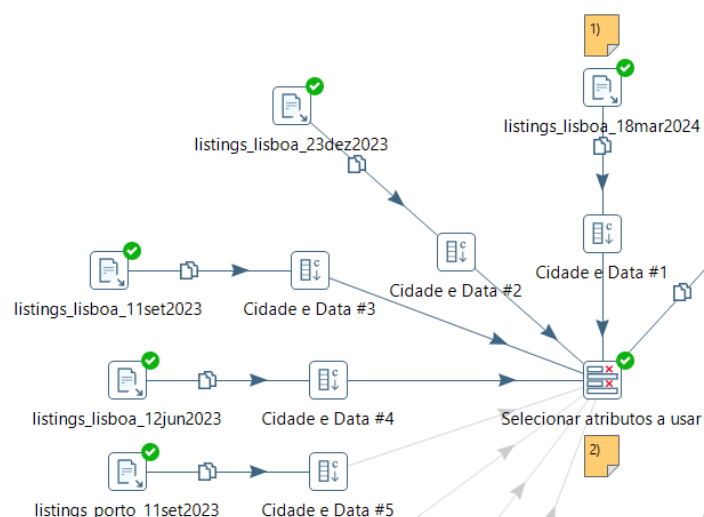 1)
listings_lisboa_23dez2023
listings_lisboa_18mar2024
Cidade e Data #1
Cidade e Data #2
listings_lisboa_11set2023
Cidade e Data #3
listings_lisboa_12jun2023
Cidade e Data #4
Selecionar atributos a usar
2)
listings_porto_11set2023
Cidade e Data #5